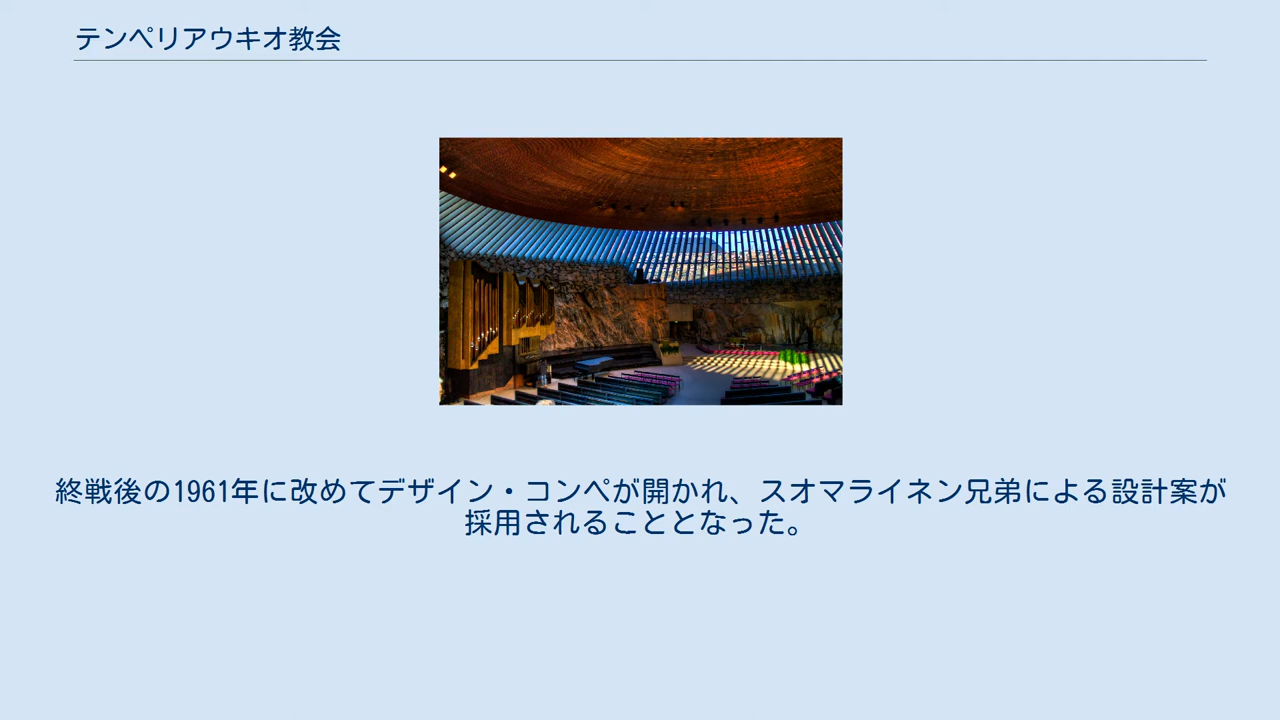 テンペリアウキオ教会
終戦後の1961年に改めてデザイン・コンペが開かれ、スオマライネン兄弟による設計案が
採用されることとなった。